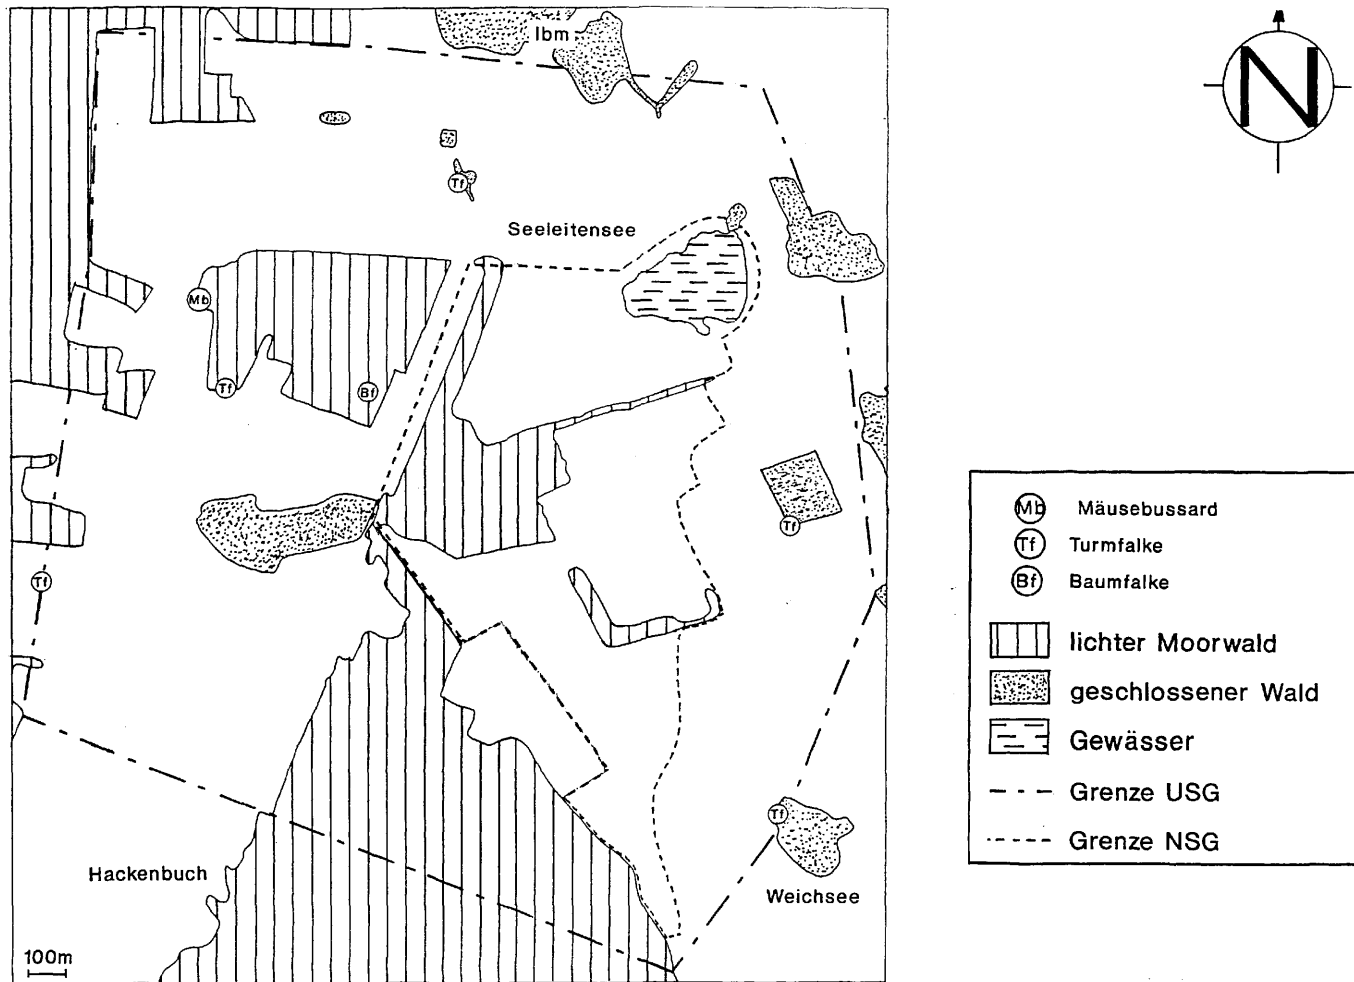 Ibm
N
Tf
Seeleitensee
Mb
Tf
Bf
Tf
Tf
Tf
Hackenbuch
Weichsee
100m
Mb Mäusebussard
Tf Turmfalke
Bf Baumfalke
lichter Moorwald
geschlossener Wald
Gewässer
Grenze USG
Grenze NSG